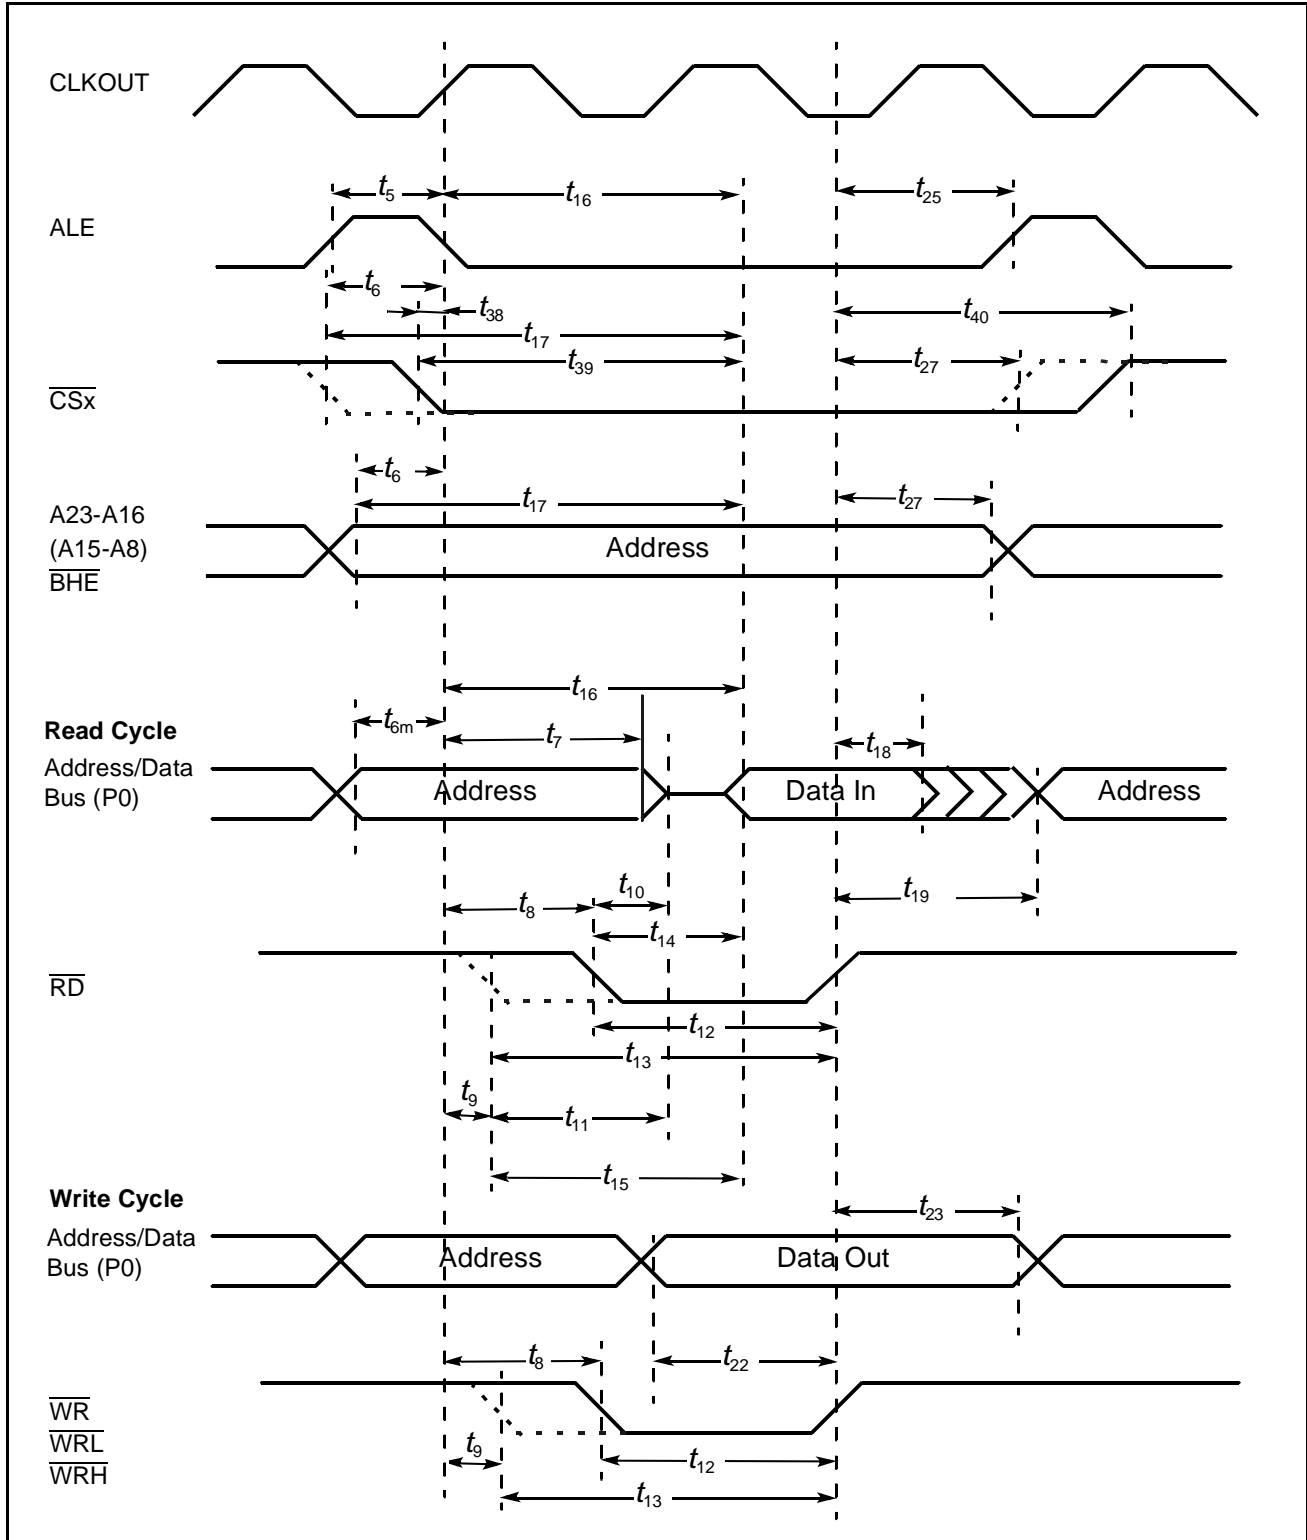 CLKOUT
t5 t16 t25
ALE
t6 t38 t40
t17
t39 t27
CSx
t6
t17 t27
A23-A16
(A15-A8) Address
BHE
t16
Read Cycle t6m t7 t18
Address/Data
Bus (P0) Address Data In Address
t10 t19
t8
t14
RD
t12
t13
t9 t11
t15
Write Cycle
t23
Address/Data
Bus (P0) Address Data Out
t8 t22
WR
WRL
t9 t12
WRH
t13